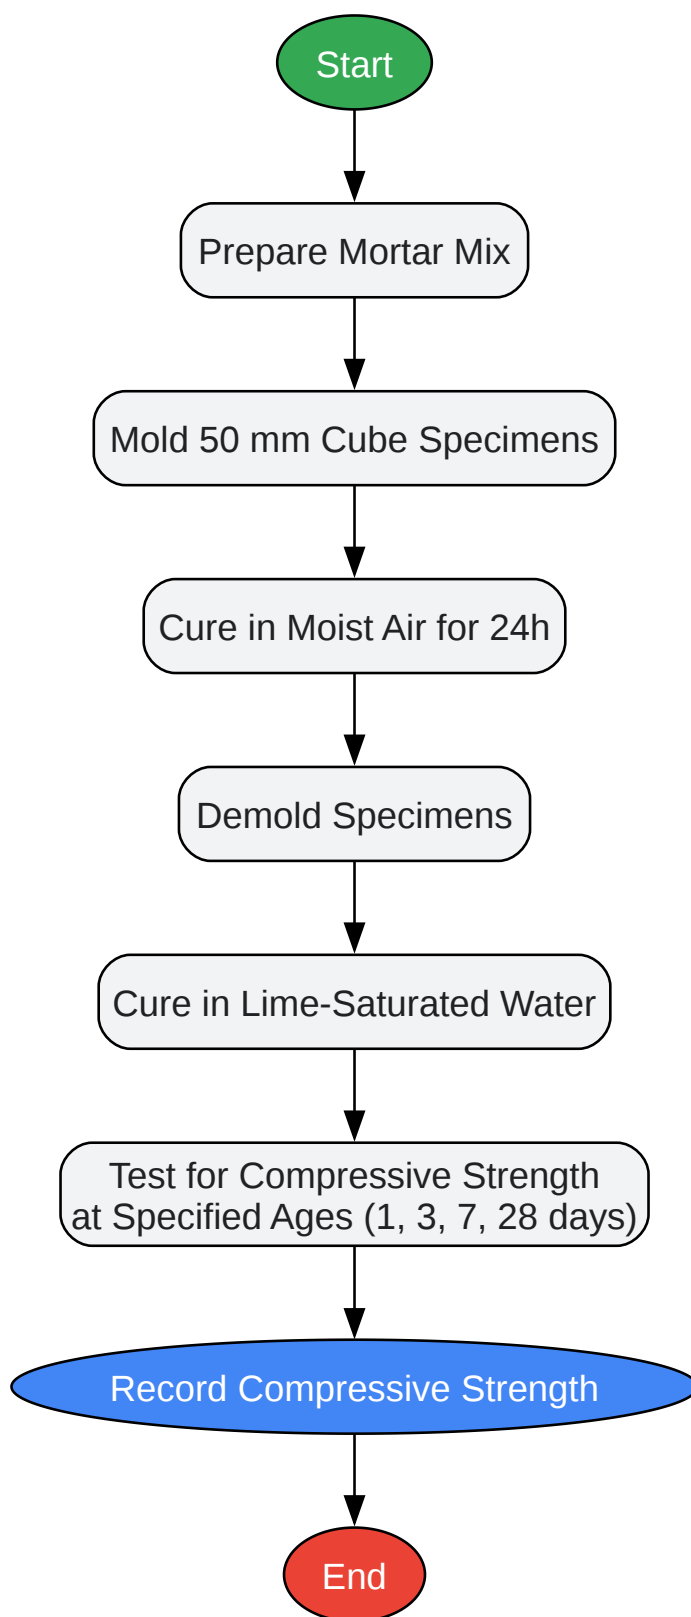 Start
Prepare Mortar Mix
Mold 50 mm Cube Specimens
Cure in Moist Air for 24h
Demold Specimens
Cure in Lime-Saturated Water
Test for Compressive Strength
at Specified Ages (1, 3, 7, 28 days)
Record Compressive Strength
End